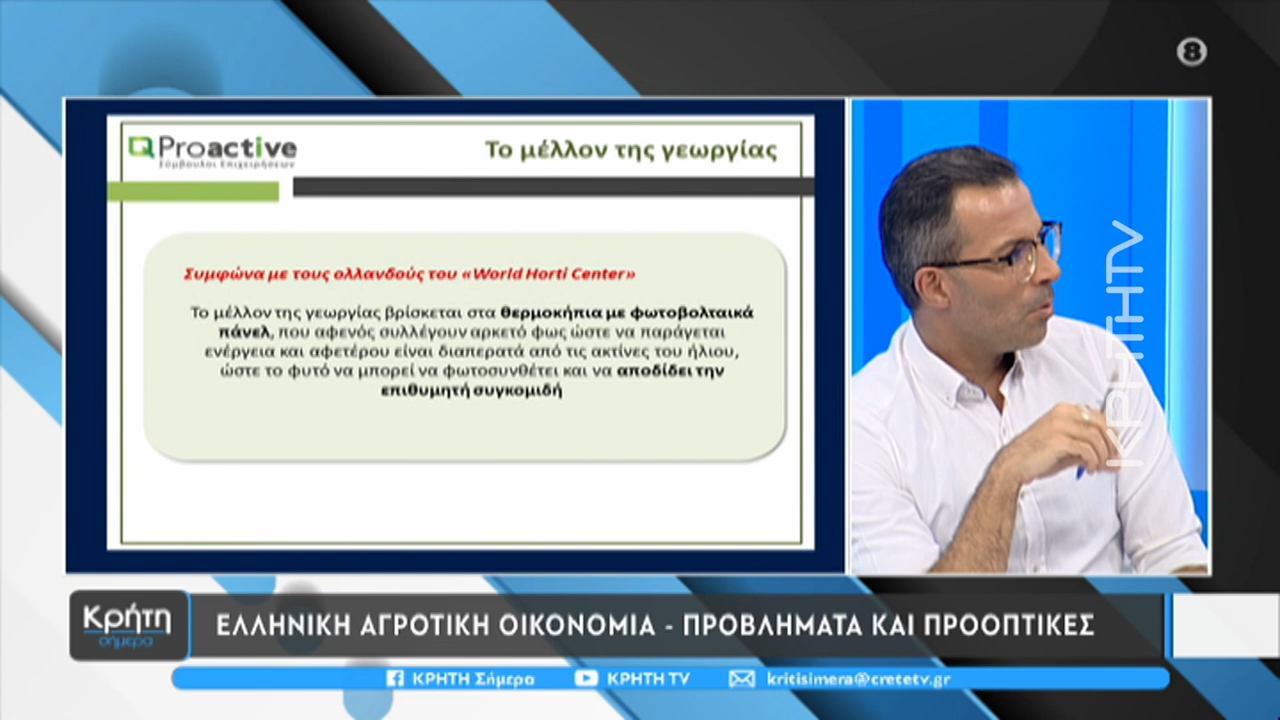 8
Proactive
Σύμβουλοι Επιχειρήσεων
Το μέλλον της γεωργίας
Συμφώνα με τους ολλανδούς του «World Horti Center»
Το μέλλον της γεωργίας βρίσκεται στα θερμοκήπια με φωτοβολταικά
πάνελ, που αφενός συλλέγουν αρκετό φως ώστε να παράγεται
ενέργεια και αφετέρου είναι διαπερατά από τις ακτίνες του ήλιου,
ώστε το φυτό να μπορεί να φωτοσυνθέτει και να αποδίδει την
επιθυμητή συγκομιδή
ΚΡΗΤΗ TV
Κρήτη
σήμερα
ΕΛΛΗΝΙΚΗ ΑΓΡΟΤΙΚΗ ΟΙΚΟΝΟΜΙΑ - ΠΡΟΒΛΗΜΑΤΑ ΚΑΙ ΠΡΟΟΠΤΙΚΕΣ
ΚΡΗΤΗ Σήμερα
ΚΡΗΤΗ TV
kritisimera@cretetv.gr